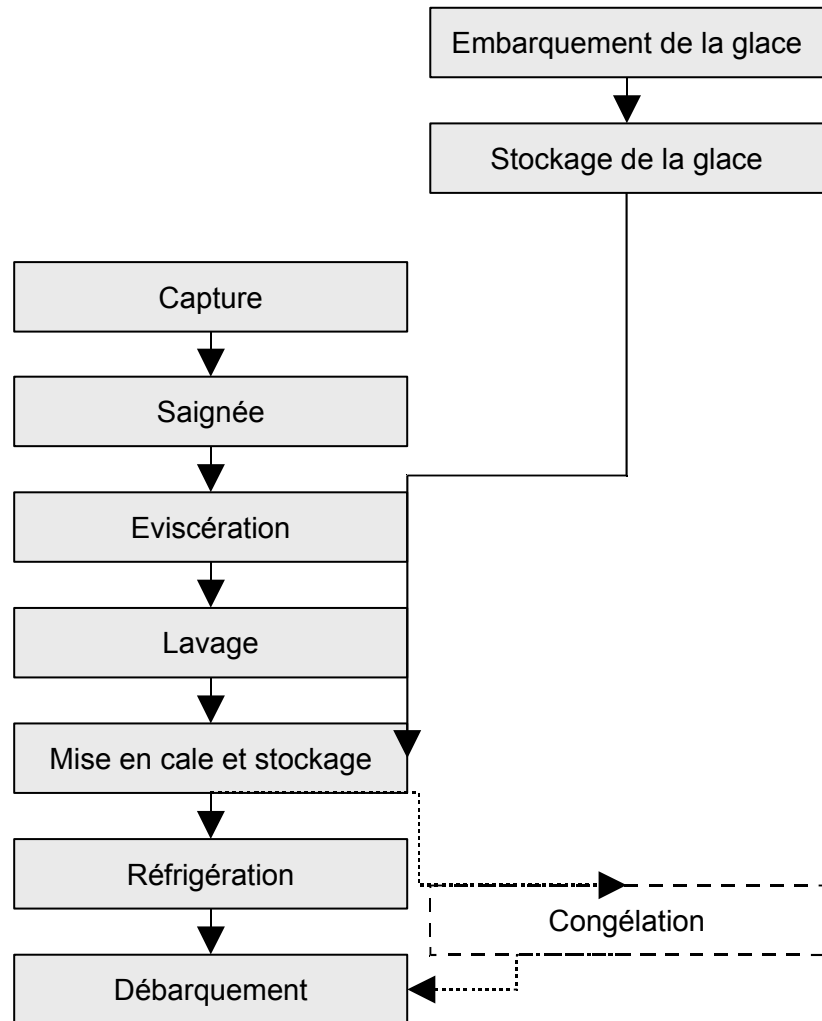 Embarquement de la glace
Stockage de la glace
Capture
Saignée
Eviscération
Lavage
Mise en cale et stockage
Réfrigération
Congélation
Débarquement